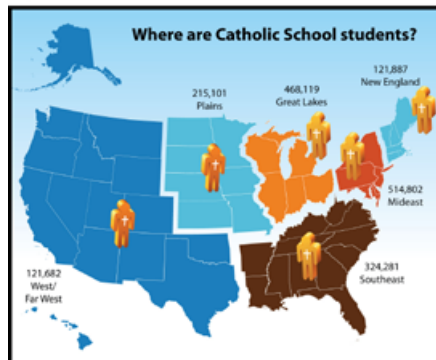 Where are Catholic School students?
121,887
New England
468,119
Great Lakes
215,101
Plains
514,802
Mideast
324,281
Southeast
121,682
West/
Far West